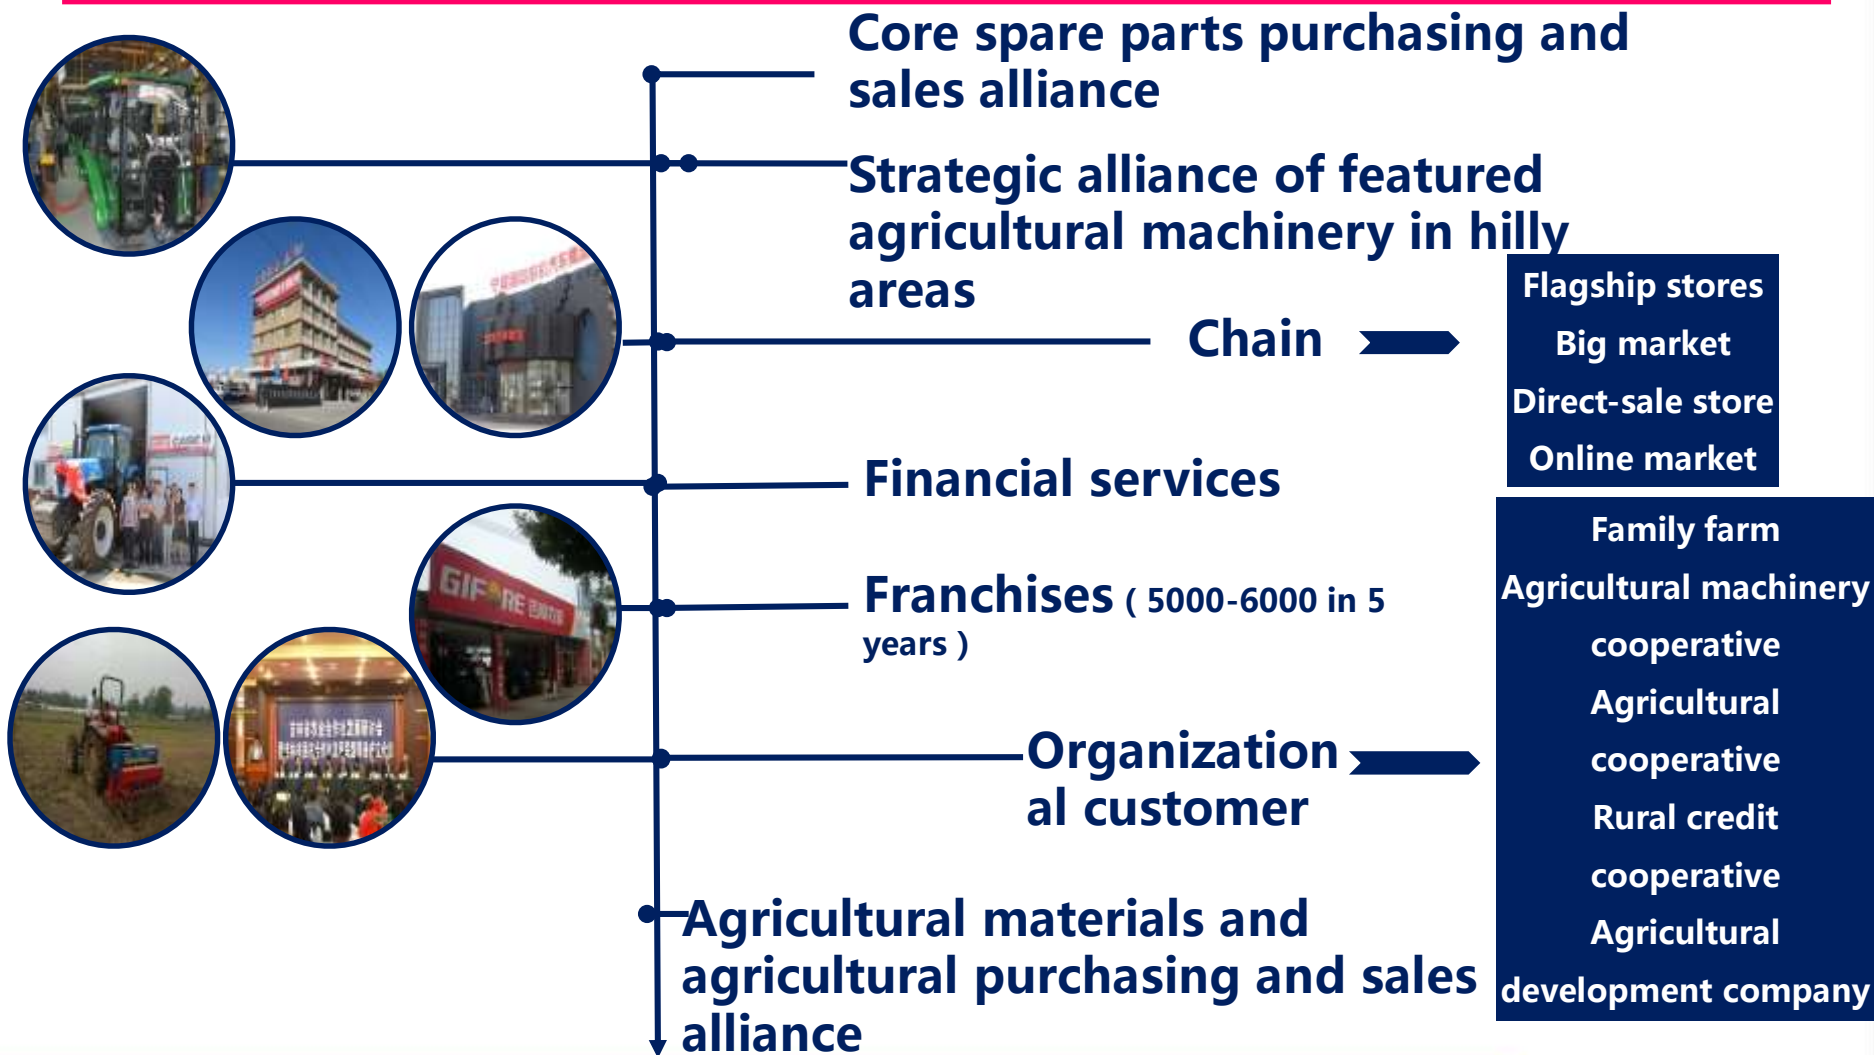 Core spare parts purchasing and
sales alliance
Strategic alliance of featured
agricultural machinery in hilly
areas
Chain
Flagship stores
Big market
Direct-sale store
Online market
Financial services
Franchises ( 5000-6000 in 5
years )
GIFORE
Organization
al customer
Family farm
Agricultural machinery
cooperative
Agricultural
cooperative
Rural credit
cooperative
Agricultural
development company
Agricultural materials and
agricultural purchasing and sales
alliance